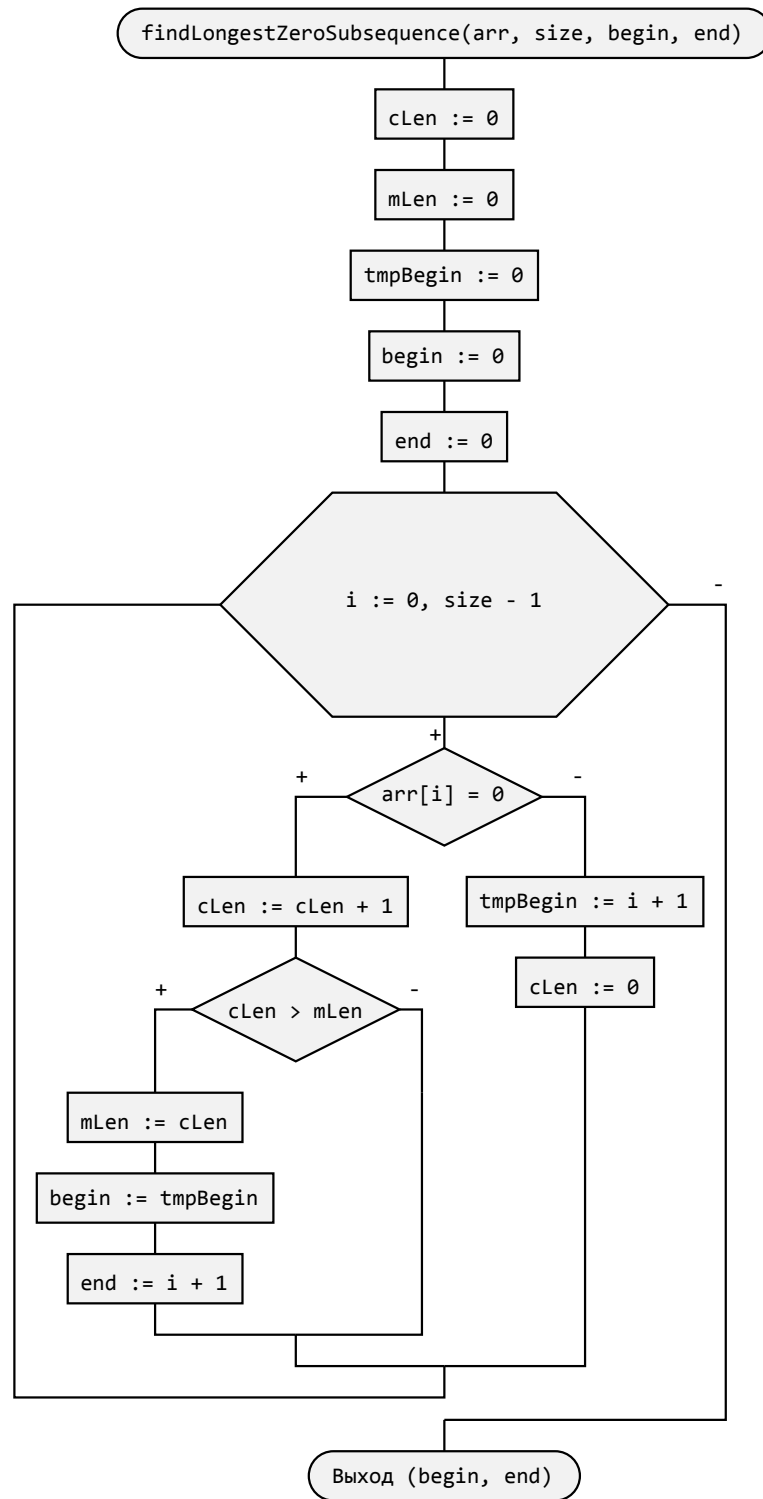 findLongestZeroSubsequence(arr, size, begin, end)
cLen := 0
mLen := 0
tmpBegin := 0
begin := 0
end := 0
i := 0, size - 1
-
+
arr[i] = 0
+
-
cLen := cLen + 1
tmpBegin := i + 1
cLen > mLen
+
-
cLen := 0
mLen := cLen
begin := tmpBegin
end := i + 1
Выход (begin, end)